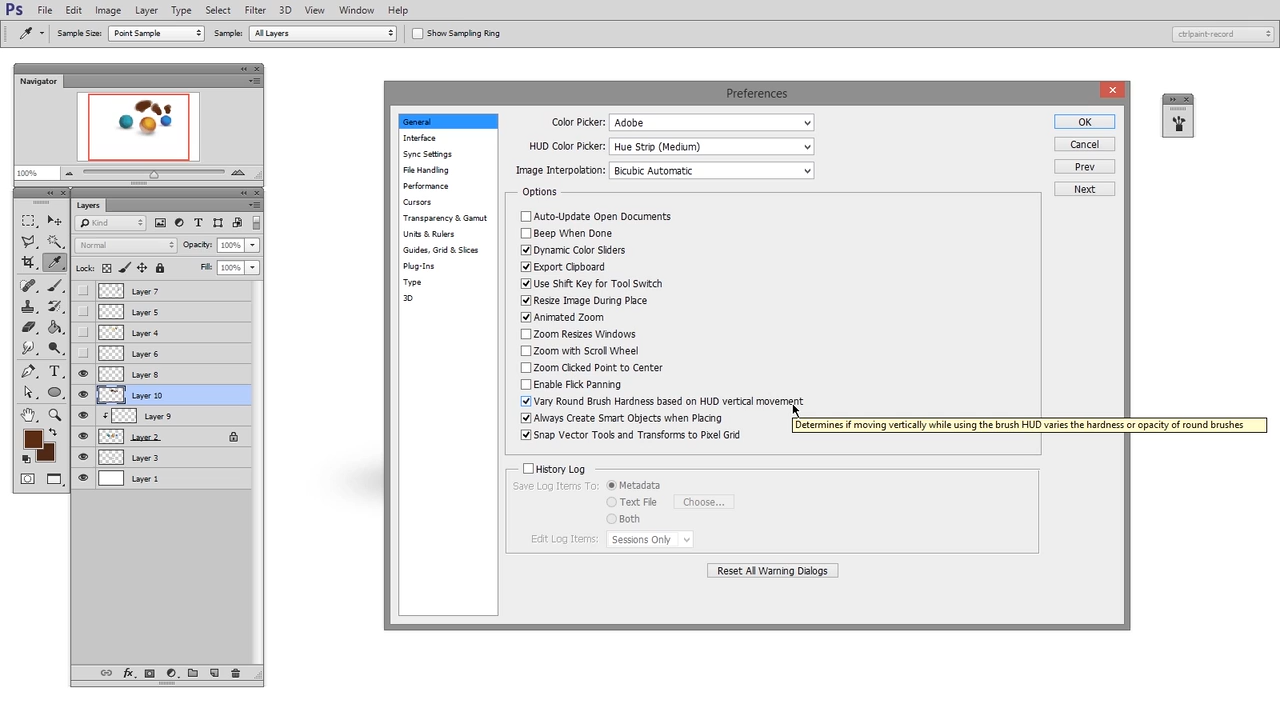 Ps File Edit Image Layer Type Select Filter 3D View Window Help
Sample Size: Point Sample Sample: All Layers Show Sampling Ring ctrlpaint-record
Navigator
100%
Layers
Kind
Normal Opacity: 100%
Lock: Fill: 100%
Layer 7
Layer 5
Layer 4
Layer 6
Layer 8
Layer 10
Layer 9
Layer 2
Layer 3
Layer 1
fx
Preferences
General
Interface
Sync Settings
File Handling
Performance
Cursors
Transparency & Gamut
Units & Rulers
Guides, Grid & Slices
Plug-Ins
Type
3D
Color Picker: Adobe
HUD Color Picker: Hue Strip (Medium)
Image Interpolation: Bicubic Automatic
Options
Auto-Update Open Documents
Beep When Done
Dynamic Color Sliders
Export Clipboard
Use Shift Key for Tool Switch
Resize Image During Place
Animated Zoom
Zoom Resizes Windows
Zoom with Scroll Wheel
Zoom Clicked Point to Center
Enable Flick Panning
Vary Round Brush Hardness based on HUD vertical movement
Always Create Smart Objects when Placing
Determines if moving vertically while using the brush HUD varies the hardness or opacity of round brushes
Snap Vector Tools and Transforms to Pixel Grid
History Log
Save Log Items To: Metadata
Text File Choose...
Both
Edit Log Items: Sessions Only
Reset All Warning Dialogs
OK
Cancel
Prev
Next